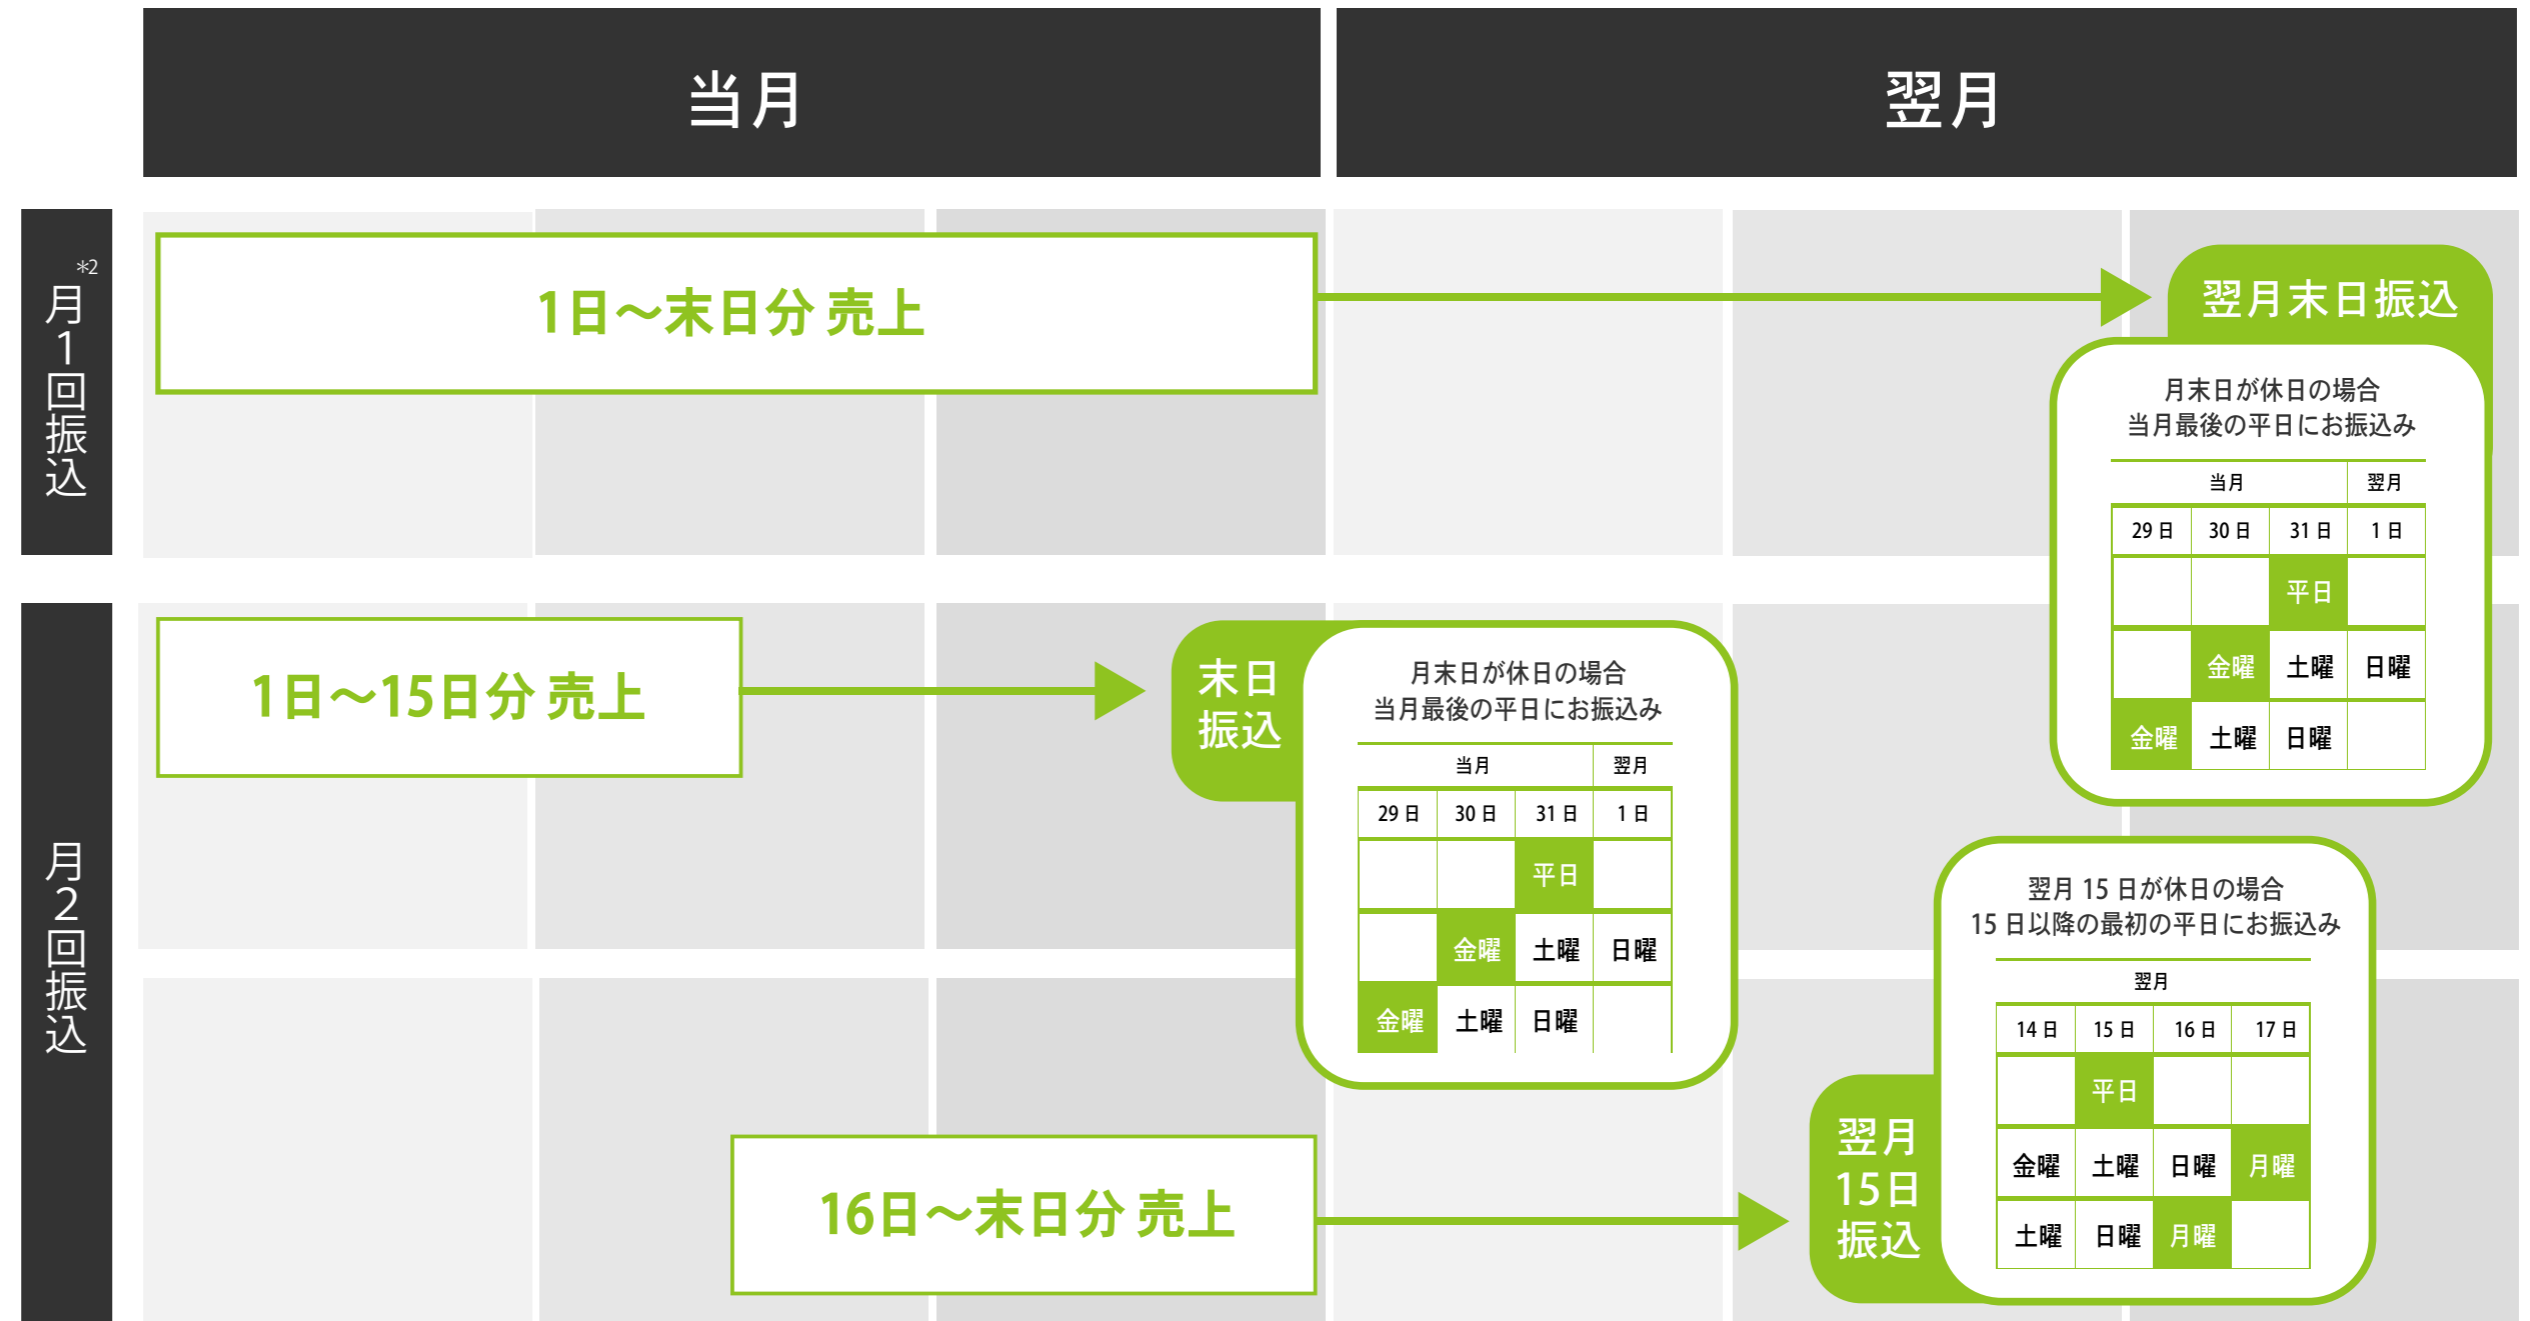 当月
翌月
*2
月1回振込
1日～末日分 売上
翌月末日振込
月末日が休日の場合
当月最後の平日にお振込み
当月 翌月
29日 30日 31日 1日
平日
金曜 土曜 日曜
金曜 土曜 日曜
月2回振込
1日～15日分 売上
末日
振込
月末日が休日の場合
当月最後の平日にお振込み
当月 翌月
29日 30日 31日 1日
平日
金曜 土曜 日曜
金曜 土曜 日曜
16日～末日分 売上
翌月
15日
振込
翌月15日が休日の場合
15日以降の最初の平日にお振込み
翌月
14日 15日 16日 17日
平日
金曜 土曜 日曜 月曜
土曜 日曜 月曜